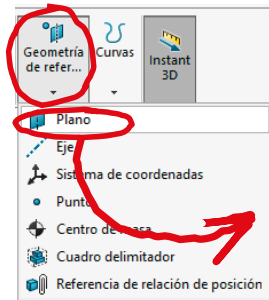 Geometría
de refer...
Curvas
Instant
3D
Plano
Eje
Sistema de coordenadas
Punto
Centro de masa
Cuadro delimitador
Referencia de relación de posición